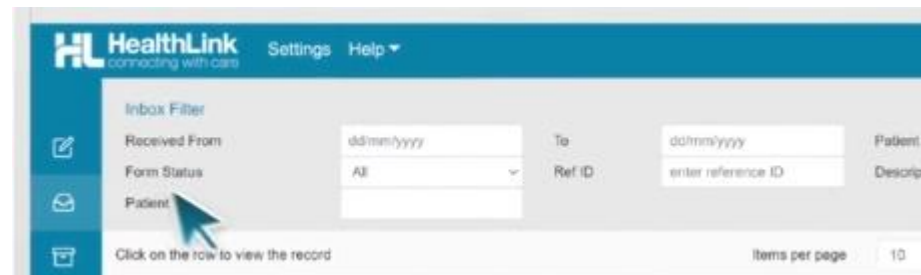 HL HealthLink Settings Help
connecting with care
Inbox Filter
Received From dd/mm/yyyy To dd/mm/yyyy Patient
Form Status All Ref ID enter reference ID Descrip
Patient
Click on the row to view the record Items per page 10